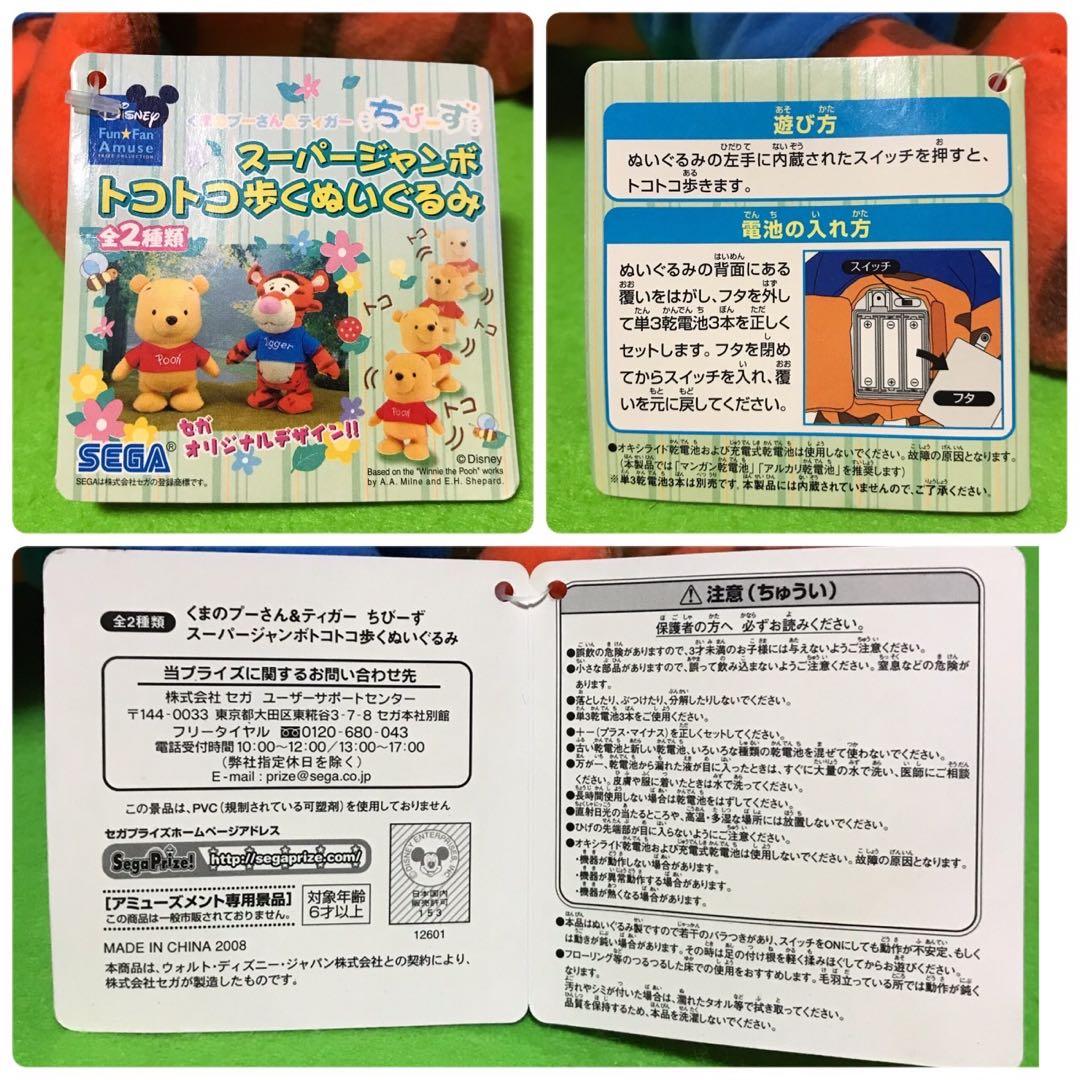 DISNEY
Fun★Fan
Amuse
PRIZE COLLECTION
くまのプーさん&ティガー ちびーず
スーパージャンボ
トコトコ歩くぬいぐるみ
全2種類
トコ
トコ
トコ
Pooh
Tigger
Pooh
セガ
オリジナルデザイン!!
SEGA®
SEGAは株式会社セガの登録商標です。
©Disney
Based on the "Winnie the Pooh" works
by A.A. Milne and E.H. Shepard.
遊び方
ぬいぐるみの左手に内蔵されたスイッチを押すと、
トコトコ歩きます。
電池の入れ方
ぬいぐるみの背面にある
覆いをはがし、フタを外し
て単3乾電池3本を正しく
セットします。フタを閉め
てからスイッチを入れ、覆
いを元に戻してください。
スイッチ
フタ
●オキシライド乾電池および充電式乾電池は使用しないでください。故障の原因となります。
(本製品では「マンガン乾電池」「アルカリ乾電池」を推奨します)
※単3乾電池3本は別売です。本製品には内蔵されていませんので、ご了承ください。
全2種類
くまのプーさん&ティガー ちびーず
スーパージャンボトコトコ歩くぬいぐるみ
当プライズに関するお問い合わせ先
株式会社 セガ ユーザーサポートセンター
〒144-0033 東京都大田区東糀谷3-7-8 セガ本社別館
フリータイヤル 0120-680-043
電話受付時間 10:00〜12:00/13:00〜17:00
(弊社指定休日を除く)
E-mail : prize@sega.co.jp
この景品は、PVC(規制されている可塑剤)を使用しておりません
セガプライズホームページアドレス
SegaPrize! http://segaprize.com/
[アミューズメント専用景品]
この商品は一般市販されておりません。
対象年齢
6才以上
DISNEY ENTERPRISES, INC.
日本国内
販売許可
153
12601
MADE IN CHINA 2008
本商品は、ウォルト・ディズニー・ジャパン株式会社との契約により、
株式会社セガが製造したものです。
⚠注意(ちゅうい)
保護者の方へ 必ずお読みください。
●誤飲の危険がありますので、3才未満のお子様には与えないようご注意ください。
●小さな部品がありますので、誤って飲み込まないようご注意ください。窒息などの危険が
あります。
●落としたり、ぶつけたり、分解したりしないでください。
●単3乾電池3本をご使用ください。
●+−(プラス・マイナス)を正しくセットしてください。
●古い乾電池と新しい乾電池、いろいろな種類の乾電池を混ぜて使わないでください。
●万が一、乾電池から漏れた液が目に入ったときは、すぐに大量の水で洗い、医師にご相談
ください。皮膚や服に着いたときは水で洗ってください。
●長時間使用しない場合は乾電池をはずしてください。
●直射日光の当たるところや、高温・多湿な場所には放置しないでください。
●ひげの先端部が目に入らないようにご注意ください。
●オキシライド乾電池および充電式乾電池は使用しないでください。故障の原因となります。
・機器が動作しない場合があります。
・機器が異常動作する場合があります。
・機器が熱くなる場合があります。
●本品はぬいぐるみ製ですので若干のバラつきがあり、スイッチをONにしても動作が不安定、もしく
は動きが鈍い場合があります。その時は足の付け根を軽く揉みほぐしてからお遊びください。
●フローリング等のつるつるした床での使用をおすすめします。毛羽立っている所では動作が鈍く
なります。
汚れやシミが付いた場合は、濡れたタオル等で拭き取ってください。
品質を保持するため、本品を洗濯しないでください。